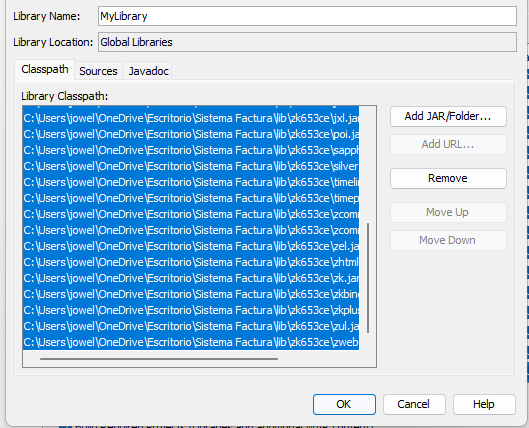 Library Name: MyLibrary
Library Location: Global Libraries
Classpath Sources Javadoc
Library Classpath:
C:\Users\jowel\OneDrive\Escritorio\Sistema Factura\lib\zk653ce\jxl.jar
C:\Users\jowel\OneDrive\Escritorio\Sistema Factura\lib\zk653ce\poi.ja
C:\Users\jowel\OneDrive\Escritorio\Sistema Factura\lib\zk653ce\sapph
C:\Users\jowel\OneDrive\Escritorio\Sistema Factura\lib\zk653ce\silver
C:\Users\jowel\OneDrive\Escritorio\Sistema Factura\lib\zk653ce\timelin
C:\Users\jowel\OneDrive\Escritorio\Sistema Factura\lib\zk653ce\timep
C:\Users\jowel\OneDrive\Escritorio\Sistema Factura\lib\zk653ce\zcomm
C:\Users\jowel\OneDrive\Escritorio\Sistema Factura\lib\zk653ce\zcomm
C:\Users\jowel\OneDrive\Escritorio\Sistema Factura\lib\zk653ce\zel.jar
C:\Users\jowel\OneDrive\Escritorio\Sistema Factura\lib\zk653ce\zhtml
C:\Users\jowel\OneDrive\Escritorio\Sistema Factura\lib\zk653ce\zk.jar
C:\Users\jowel\OneDrive\Escritorio\Sistema Factura\lib\zk653ce\zkbind
C:\Users\jowel\OneDrive\Escritorio\Sistema Factura\lib\zk653ce\zkplus
C:\Users\jowel\OneDrive\Escritorio\Sistema Factura\lib\zk653ce\zul.ja
C:\Users\jowel\OneDrive\Escritorio\Sistema Factura\lib\zk653ce\zweb
Add JAR/Folder...
Add URL...
Remove
Move Up
Move Down
OK Cancel Help